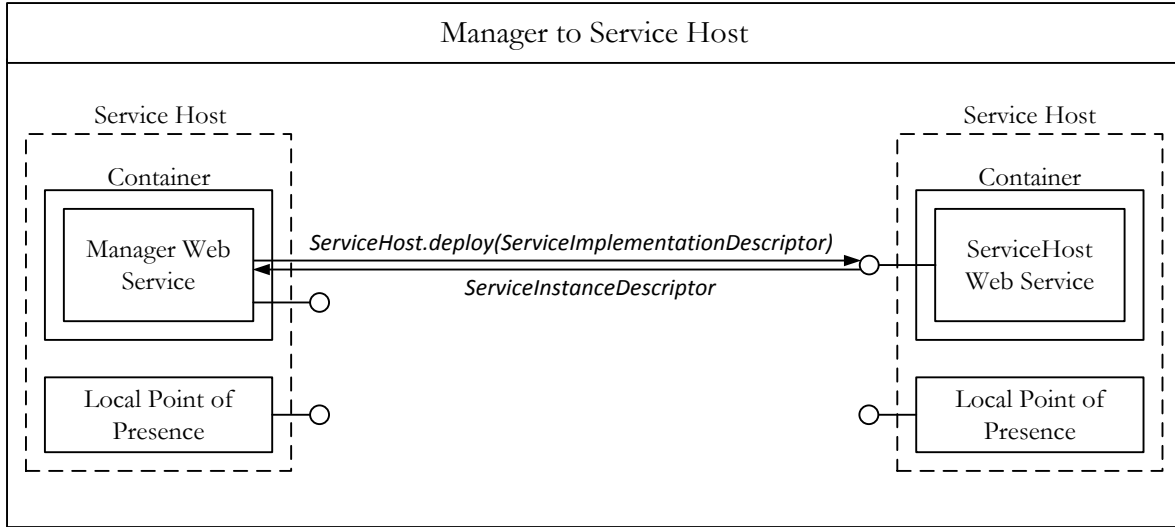 Manager to Service Host
Service Host
Container
Manager Web
Service
Local Point of
Presence
ServiceHost.deploy(ServiceImplementationDescriptor)
ServiceInstanceDescriptor
Service Host
Container
ServiceHost
Web Service
Local Point of
Presence